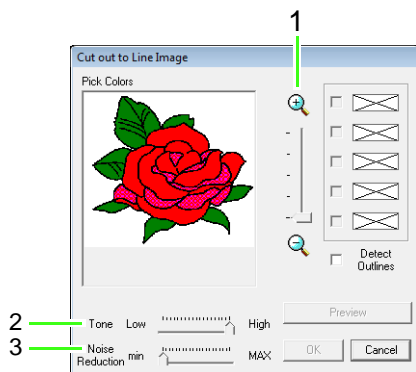 1
Cut out to Line Image
Pick Colors
Detect
Outlines
2
Tone Low High
Preview
3
Noise
Reduction min MAX
OK Cancel